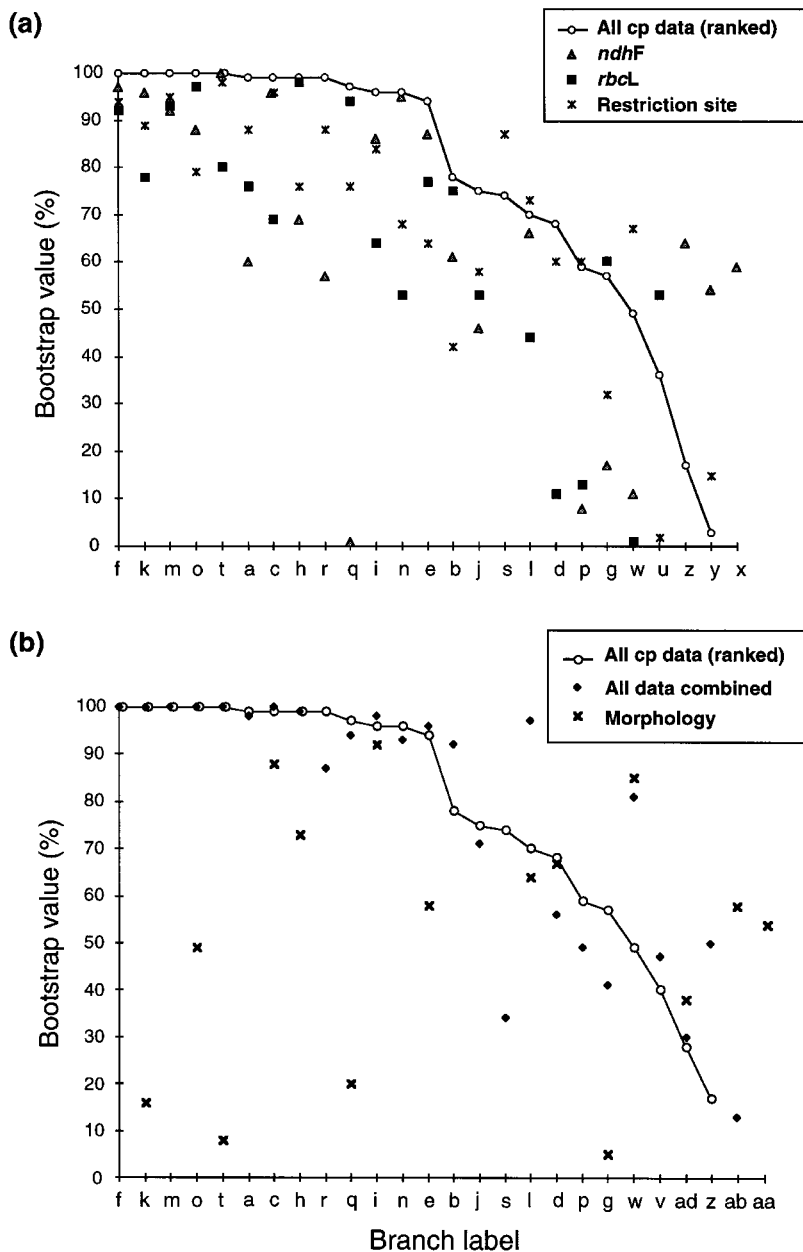 (a)
All cp data (ranked)
ndhF
rbcL
Restriction site
Bootstrap value (%)
100
90
80
70
60
50
40
30
20
10
0
f k m o t a c h r q i n e b j s l d p g w u z y x
(b)
All cp data (ranked)
All data combined
Morphology
Bootstrap value (%)
100
90
80
70
60
50
40
30
20
10
0
f k m o t a c h r q i n e b j s l d p g w v ad z ab aa
Branch label